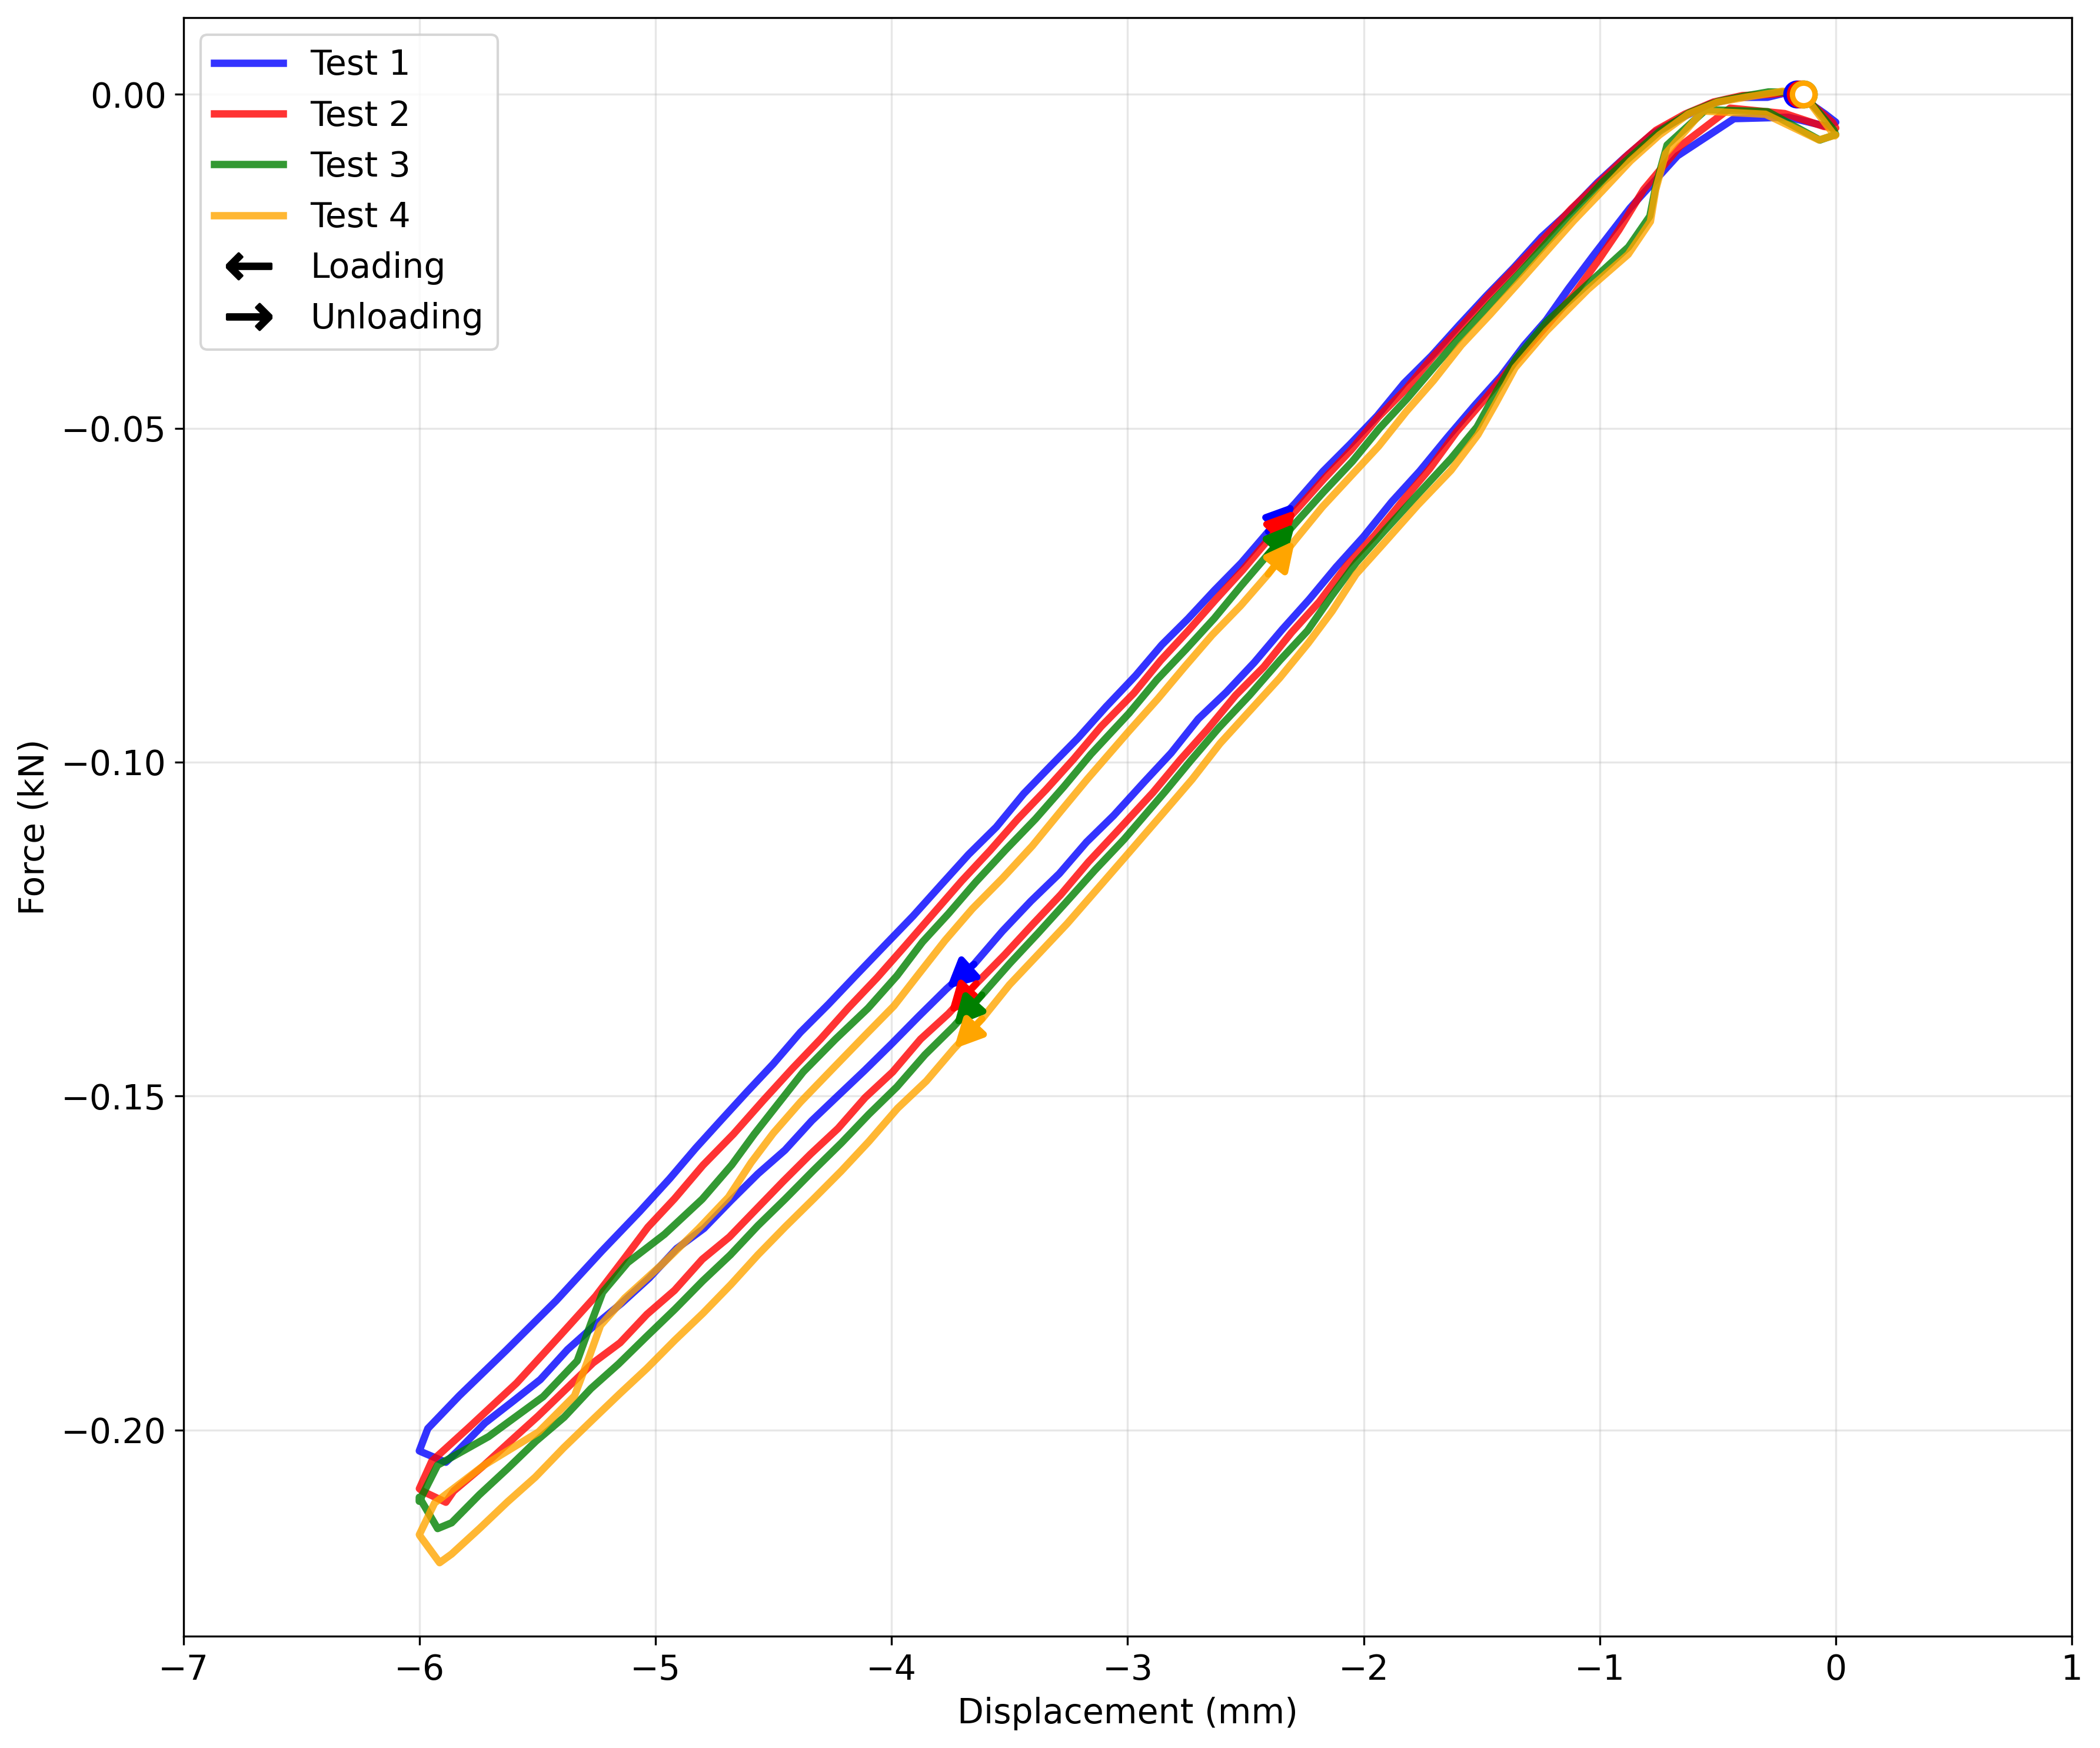 Test 1
Test 2
Test 3
Test 4
Loading
Unloading
0.00
−0.05
−0.10
−0.15
−0.20
Force (kN)
−7 −6 −5 −4 −3 −2 −1 0 1
Displacement (mm)